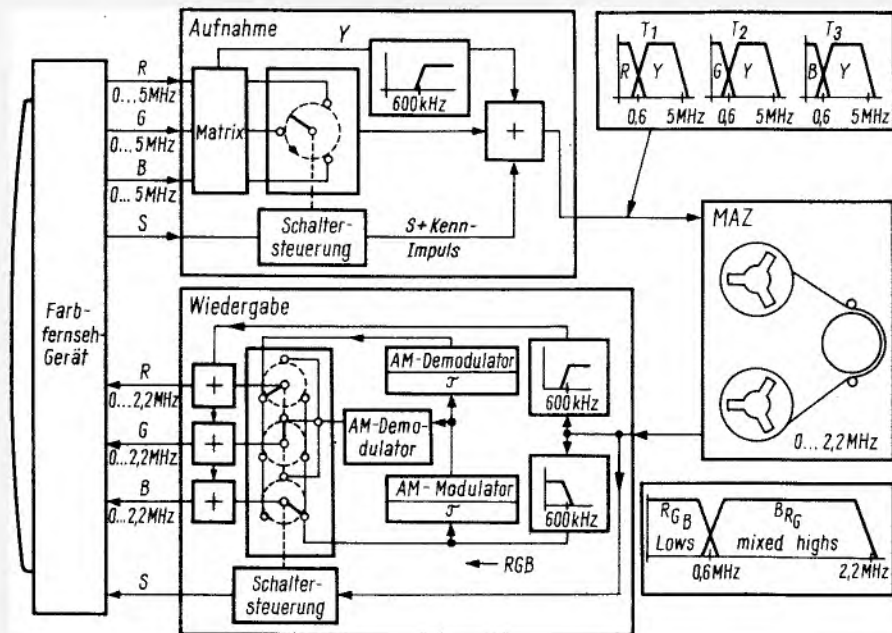 Aufnahme
Y
R
0...5MHz
G
0...5MHz
B
0...5MHz
S
Matrix
600 kHz
+
Schalter-
steuerung
S+Kenn-
Impuls
T1
T2
T3
R Y
G Y
B Y
0,6 5MHz
0,6 5MHz
0,6 5MHz
MAZ
0...2,2MHz
Farb-
fernseh-
Gerät
Wiedergabe
R
0...2,2MHz
G
0...2,2MHz
B
0...2,2MHz
S
+
+
+
AM-Demodulator
τ
AM-Demo-
dulator
AM-Modulator
τ
600kHz
600kHz
RGB
Schalter-
steuerung
RGB
Lows
BRG
mixed highs
0,6MHz
2,2MHz